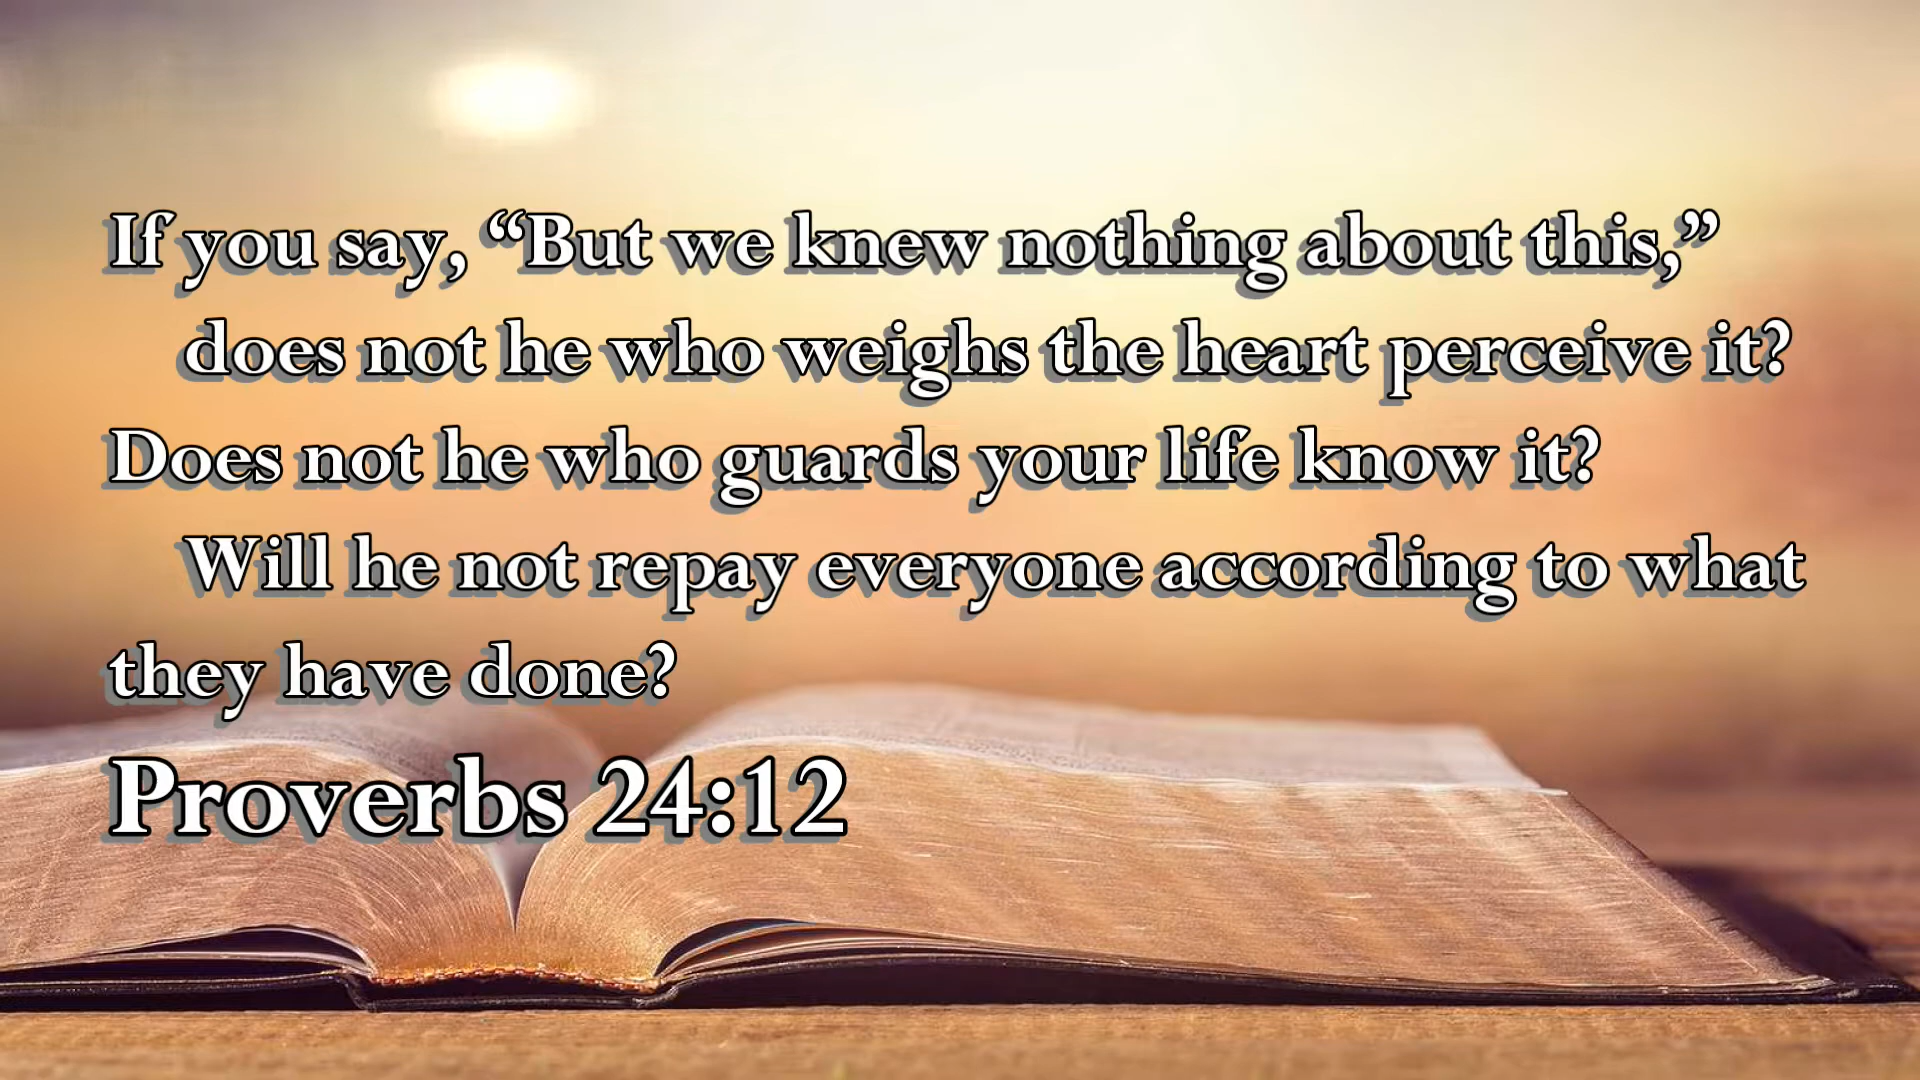 If you say, “But we knew nothing about this,”
does not he who weighs the heart perceive it?
Does not he who guards your life know it?
Will he not repay everyone according to what
they have done?
Proverbs 24:12